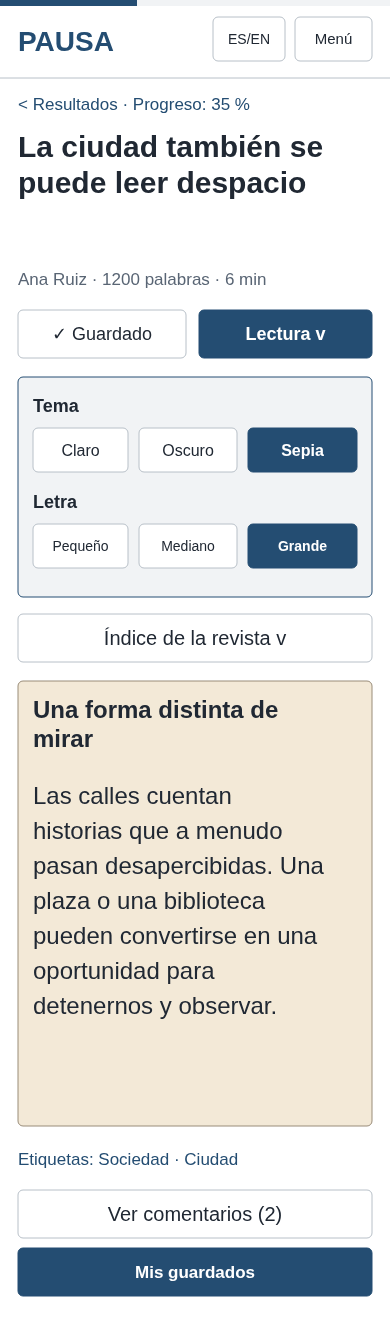 PAUSA
ES/EN
Menú
< Resultados · Progreso: 35 %
La ciudad también se
puede leer despacio
Ana Ruiz · 1200 palabras · 6 min
✓ Guardado
Lectura v
Tema
Claro
Oscuro
Sepia
Letra
Pequeño
Mediano
Grande
Índice de la revista v
Una forma distinta de
mirar
Las calles cuentan
historias que a menudo
pasan desapercibidas. Una
plaza o una biblioteca
pueden convertirse en una
oportunidad para
detenernos y observar.
Etiquetas: Sociedad · Ciudad
Ver comentarios (2)
Mis guardados